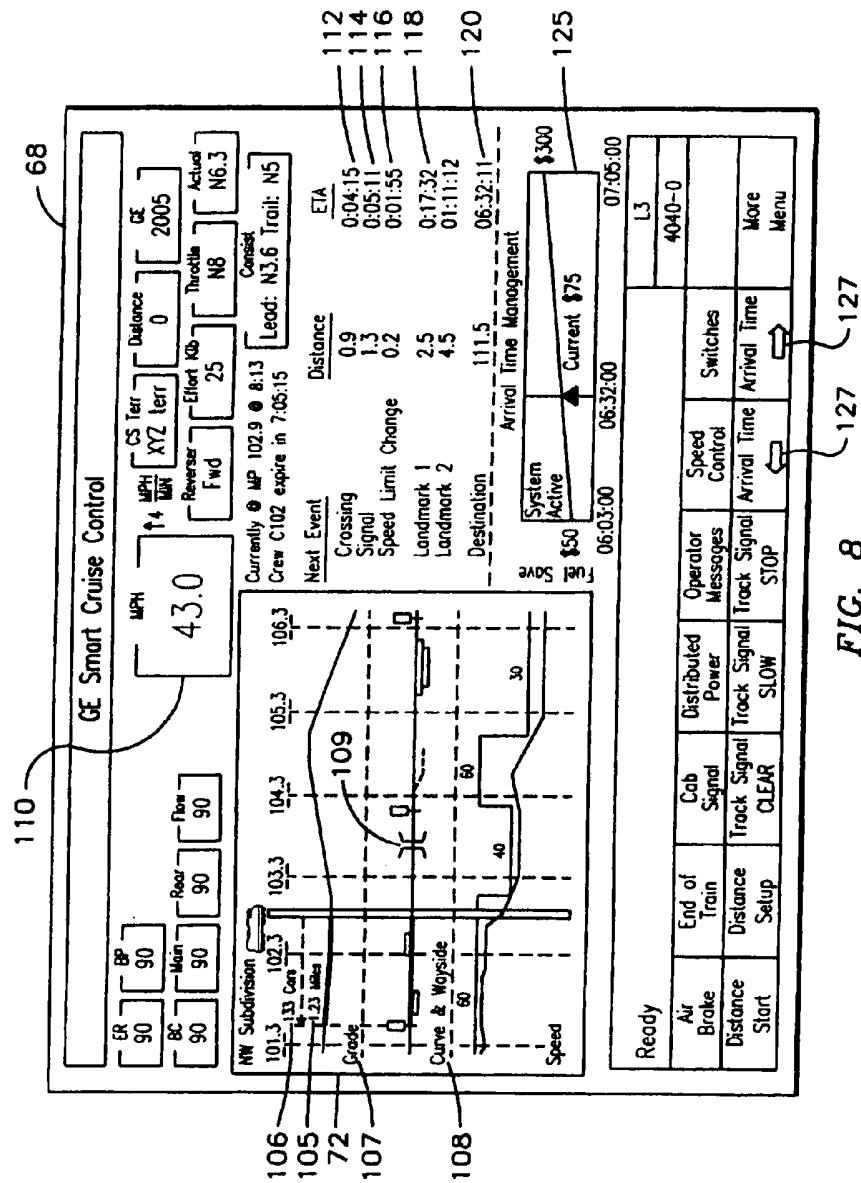 68
GE Smart Cruise Control
110
ER
90
BP
90
BC
90
Main
90
Rear
90
Flow
90
MPH
43.0
4 MPH
MIN
CS Terr
XYZ terr
Distance
0
GE
2005
Reverser
Fwd
Effort Klb
25
Throttle
N8
Actual
N6.3
Consist
Lead: N3.6 Trail: N5
Currently @ MP 102.9 @ 8:13
Crew C102 expire in 7:05:15
NW Subdivision
101.3 102.3 103.3 104.3 105.3 106.3
133 Cars
1.23 Miles
Grade
109
Curve & Wayside
60 40 60 30
Speed
106
105
72
107
108
Next Event Distance ETA
Crossing 0.9 0:04:15
Signal 1.3 0:05:11
Speed Limit Change 0.2 0:01:55
Landmark 1 2.5 0:17:32
Landmark 2 4.5 01:11:12
Destination 111.5 06:32:11
112
114
116
118
120
125
Arrival Time Management
Fuel Save
$50
System
Active
Current $75
$300
06:03:00 06:32:00 07:05:00
Ready
L3
4040-0
Air
Brake
End of
Train
Cab
Signal
Distributed
Power
Operator
Messages
Speed
Control
Switches
Distance
Start
Distance
Setup
Track Signal
CLEAR
Track Signal
SLOW
Track Signal
STOP
Arrival Time
Arrival Time
More
Menu
127
127
FIG. 8